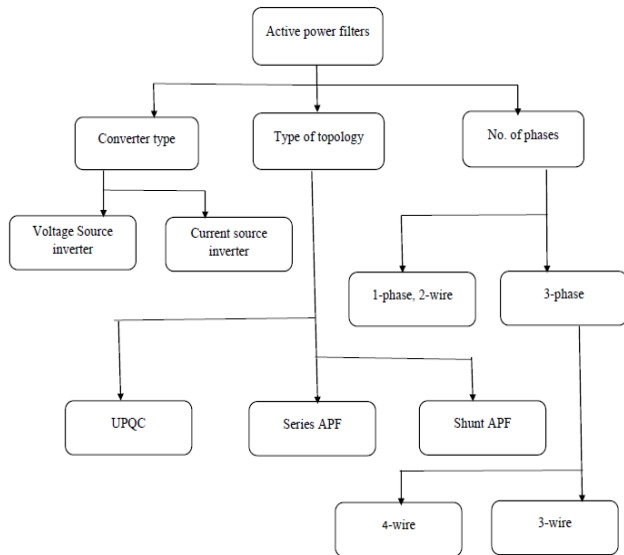 Active power filters
Converter type
Type of topology
No. of phases
Voltage Source
inverter
Current source
inverter
1-phase, 2-wire
3-phase
UPQC
Series APF
Shunt APF
4-wire
3-wire